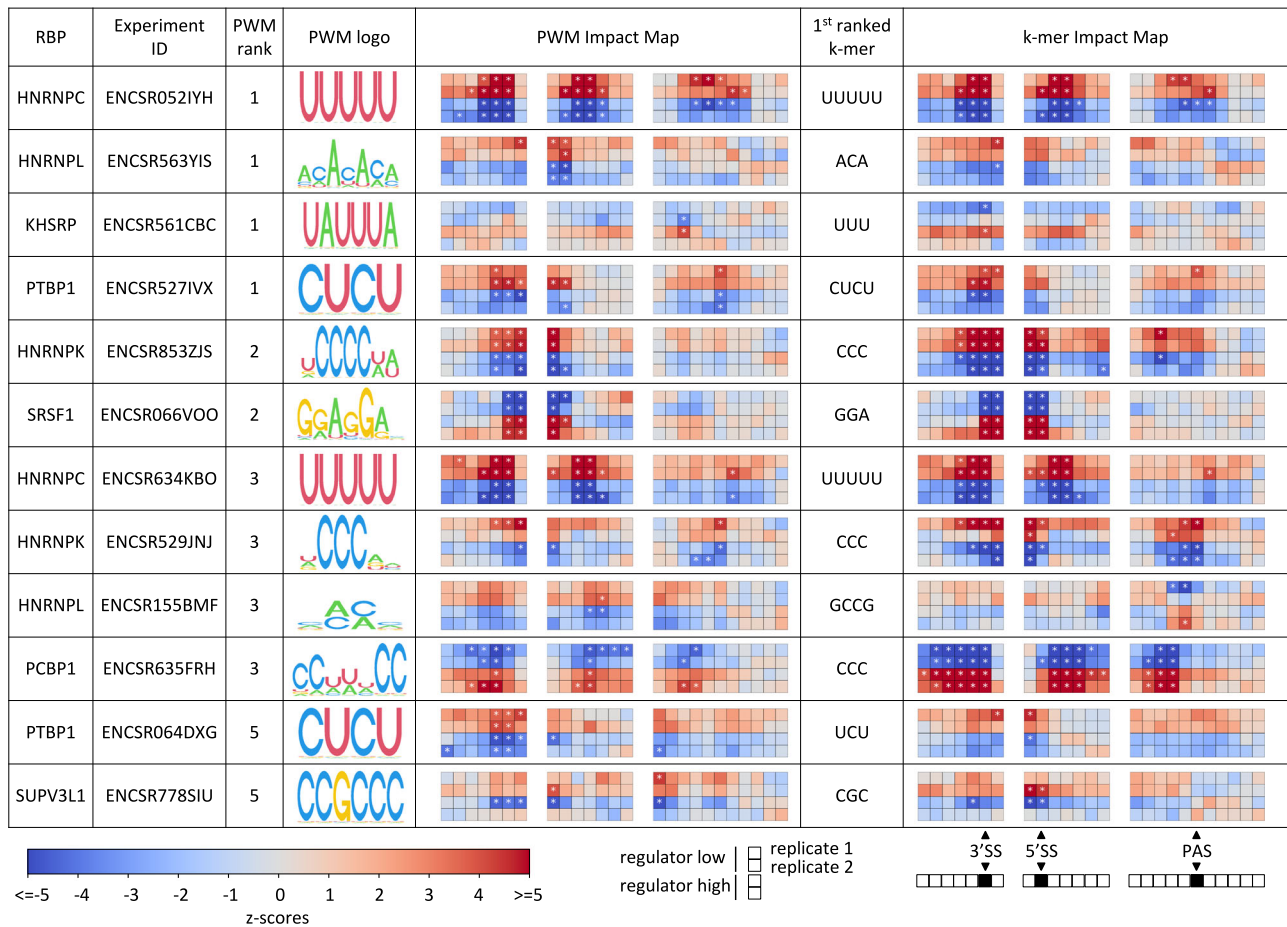 RBP
Experiment
ID
PWM
rank
PWM logo
PWM Impact Map
1st ranked
k-mer
k-mer Impact Map
HNRNPC ENCSR052IYH 1 UUUUU UUUUU
HNRNPL ENCSR563YIS 1 ACACACA ACA
KHSRP ENCSR561CBC 1 UAUUUA UUU
PTBP1 ENCSR527IVX 1 CUCU CUCU
HNRNPK ENCSR853ZJS 2 UCCCCUA CCC
SRSF1 ENCSR066VOO 2 GGAGGA GGA
HNRNPC ENCSR634KBO 3 UUUUU UUUUU
HNRNPK ENCSR529JNJ 3 CCC CCC
HNRNPL ENCSR155BMF 3 AC GCCG
PCBP1 ENCSR635FRH 3 CCUUUCC CCC
PTBP1 ENCSR064DXG 5 CUCU UCU
SUPV3L1 ENCSR778SIU 5 CCGCCC CGC
<=-5 -4 -3 -2 -1 0 1 2 3 4 >=5
z-scores
regulator low
replicate 1
replicate 2
regulator high
3'SS 5'SS PAS